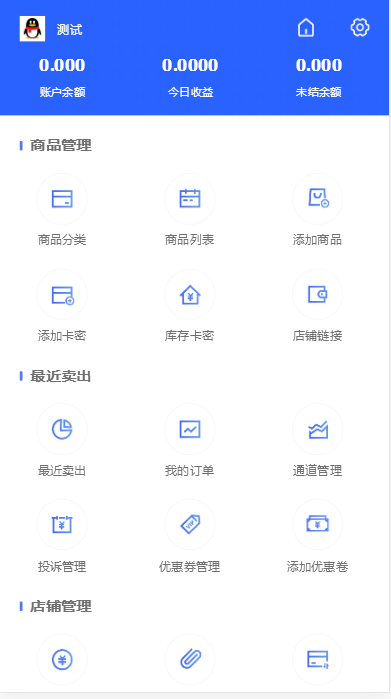 测试
0.000 0.0000 0.000
账户余额 今日收益 未结余额
商品管理
商品分类 商品列表 添加商品
添加卡密 库存卡密 店铺链接
最近卖出
最近卖出 我的订单 通道管理
投诉管理 优惠券管理 添加优惠卷
店铺管理